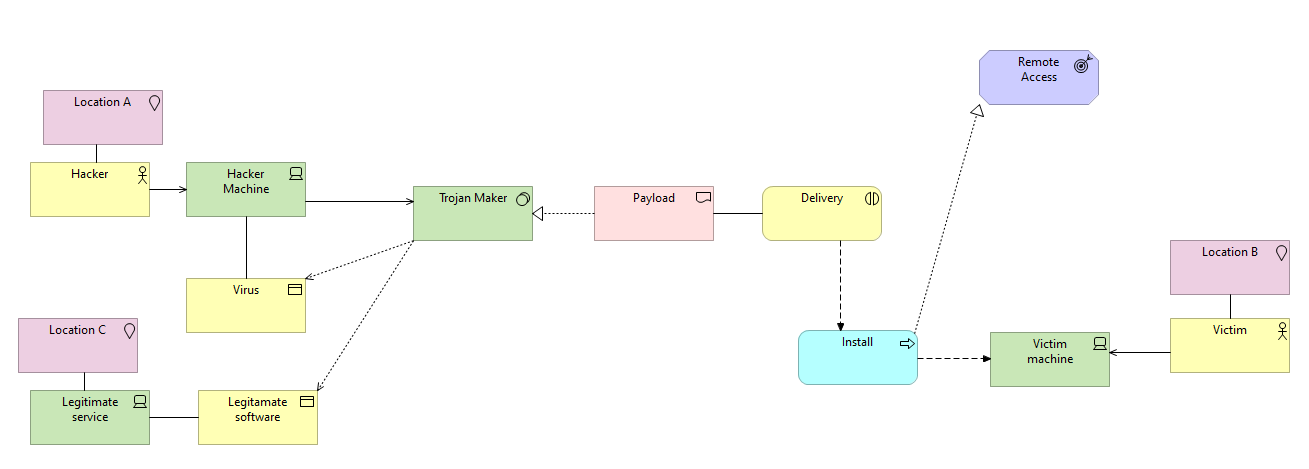 Remote
Access
Location A
Hacker
Hacker
Machine
Trojan Maker
Payload
Delivery
Location B
Virus
Location C
Victim
Install
Victim
machine
Legitimate
service
Legitamate
software